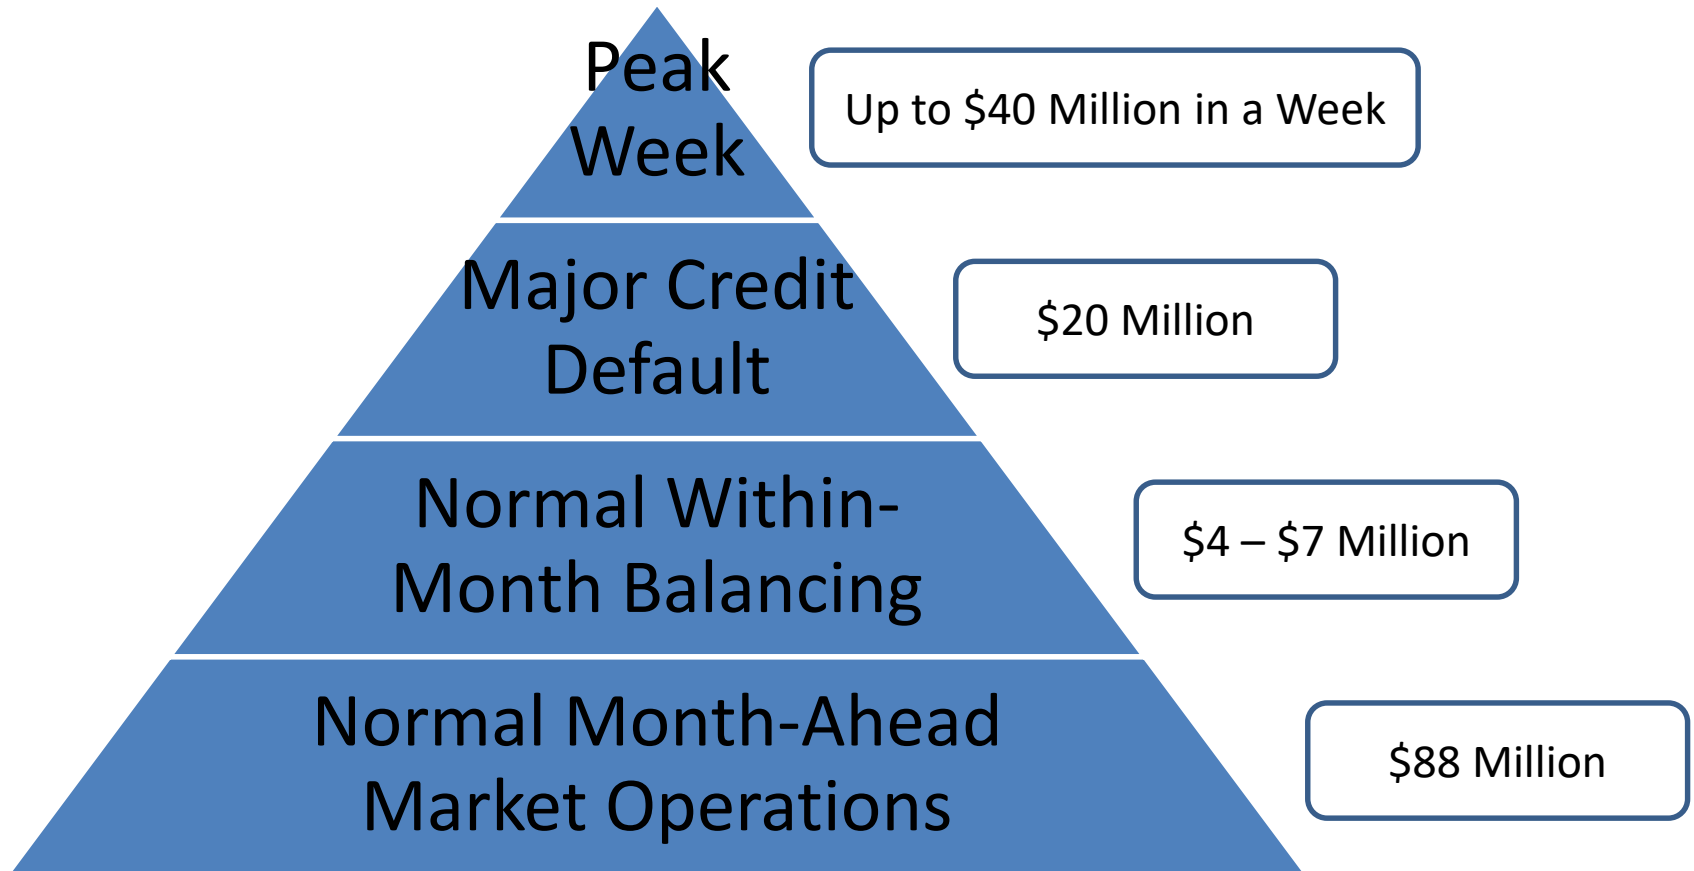 Peak
Week
Up to $40 Million in a Week
Major Credit
Default
$20 Million
Normal Within-
Month Balancing
$4 – $7 Million
Normal Month-Ahead
Market Operations
$88 Million